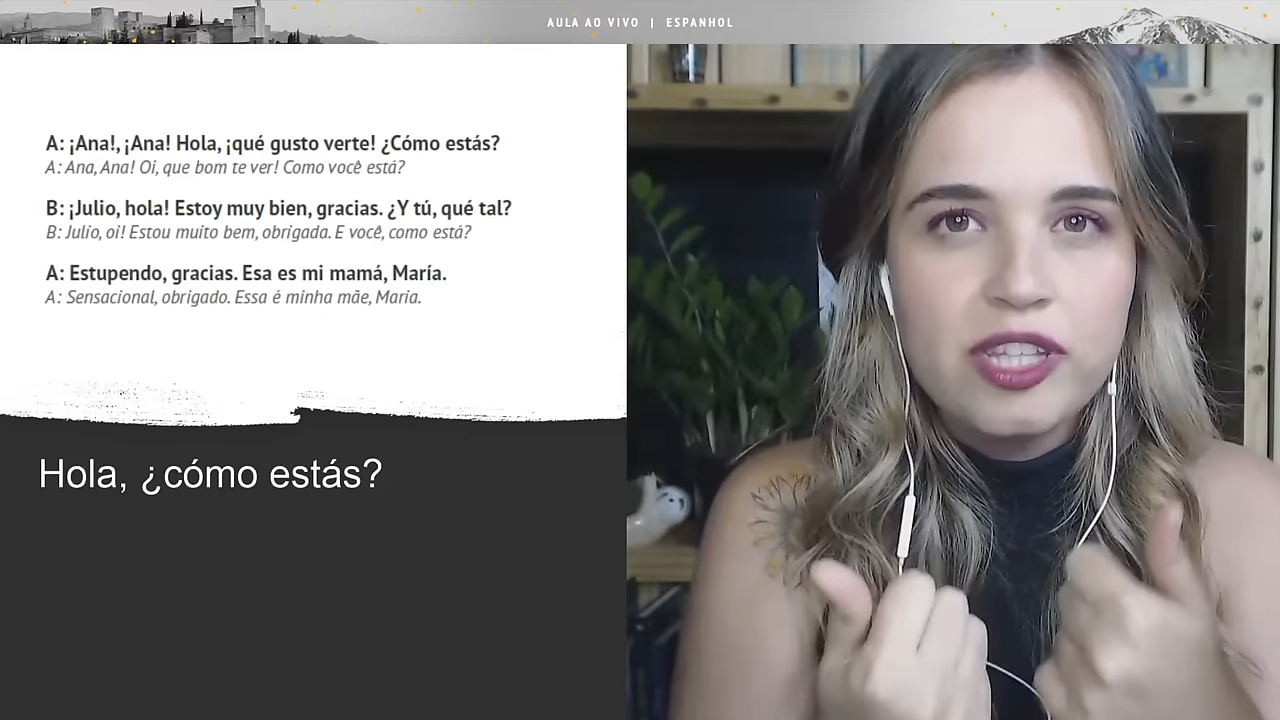 AULA AO VIVO | ESPANHOL
A: ¡Ana!, ¡Ana! Hola, ¡qué gusto verte! ¿Cómo estás?
A: Ana, Ana! Oi, que bom te ver! Como você está?
B: ¡Julio, hola! Estoy muy bien, gracias. ¿Y tú, qué tal?
B: Julio, oi! Estou muito bem, obrigada. E você, como está?
A: Estupendo, gracias. Esa es mi mamá, María.
A: Sensacional, obrigado. Essa é minha mãe, Maria.
Hola, ¿cómo estás?